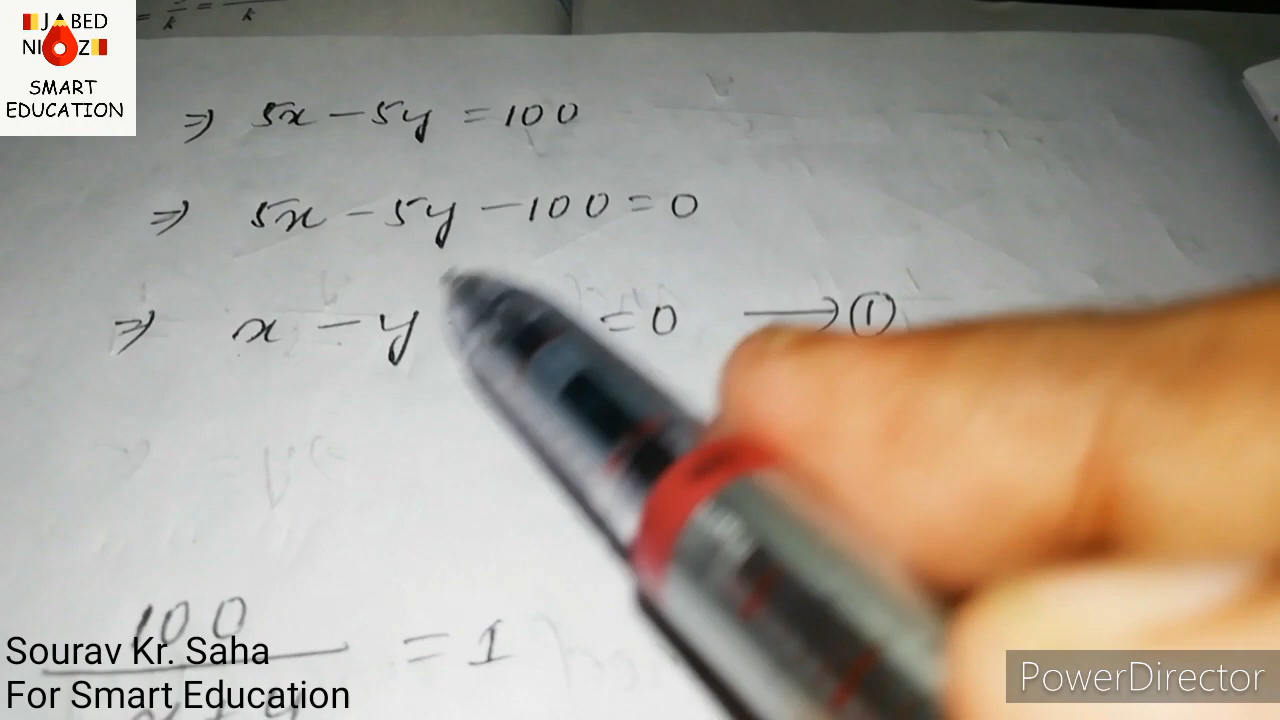 JABED
NIOZ
SMART
EDUCATION
⇒ 5x - 5y = 100
⇒ 5x - 5y - 100 = 0
⇒ x - y = 0 → ①
100
= 1
x + y
Sourav Kr. Saha
For Smart Education
PowerDirector